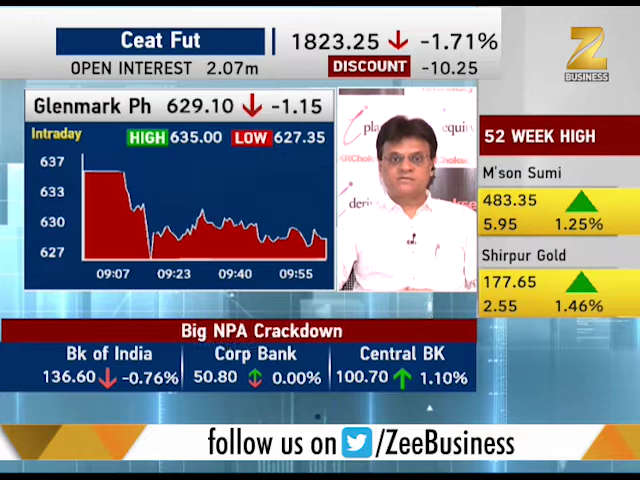 Ceat Fut
1823.25 -1.71%
OPEN INTEREST 2.07m
DISCOUNT -10.25
Z
BUSINESS
Glenmark Ph 629.10 -1.15
Intraday
HIGH 635.00 LOW 627.35
637
633
630
627
09:07 09:23 09:40 09:55
equity
KRChoksey
52 WEEK HIGH
M'son Sumi
483.35
5.95 1.25%
Shirpur Gold
177.65
2.55 1.46%
Big NPA Crackdown
Bk of India
136.60 -0.76%
Corp Bank
50.80 0.00%
Central BK
100.70 1.10%
follow us on /ZeeBusiness